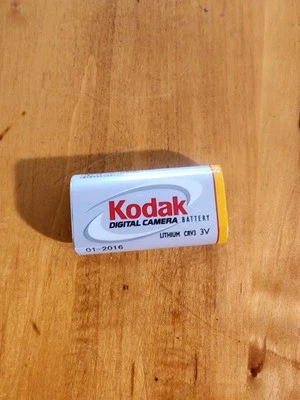 Kodak
DIGITAL CAMERA BATTERY
LITHIUM CRV3 3V
01-2016